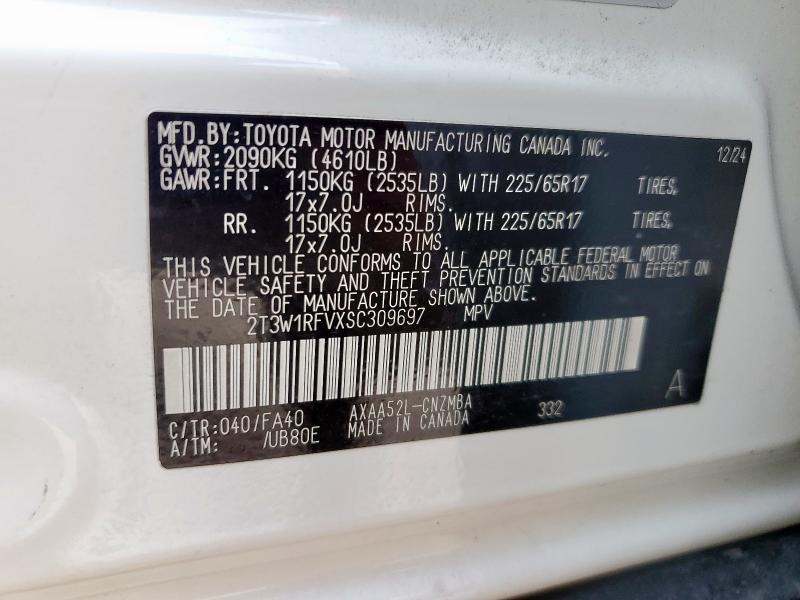 MFD.BY:TOYOTA MOTOR MANUFACTURING CANADA INC. 12/24
GVWR:2090KG (4610LB)
GAWR:FRT. 1150KG (2535LB) WITH 225/65R17 TIRES,
17x7.0J RIMS.
RR. 1150KG (2535LB) WITH 225/65R17 TIRES,
17x7.0J RIMS.
THIS VEHICLE CONFORMS TO ALL APPLICABLE FEDERAL MOTOR
VEHICLE SAFETY AND THEFT PREVENTION STANDARDS IN EFFECT ON
THE DATE OF MANUFACTURE SHOWN ABOVE.
2T3W1RFVXSC309697 MPV
C/TR:040/FA40 AXAA52L-CNZMBA 332 A
A/TM: /UB80E MADE IN CANADA